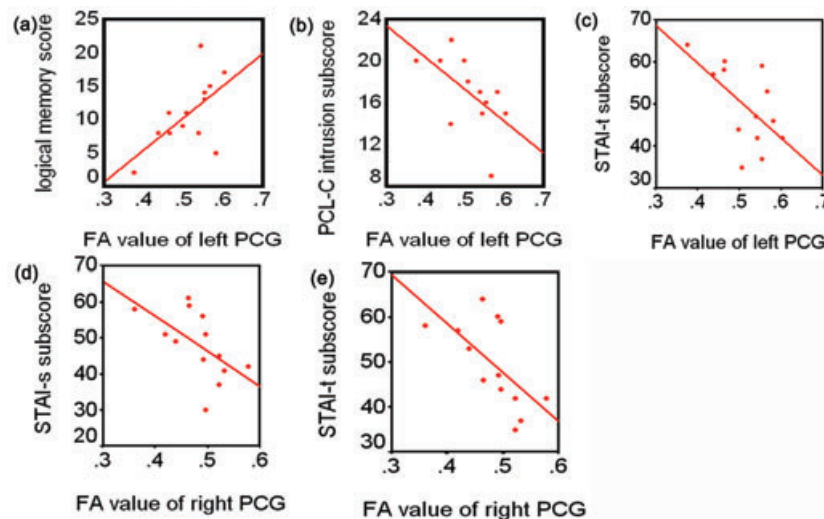 (a)
logical memory score
25
20
15
10
5
0
.3 .4 .5 .6 .7
FA value of left PCG
(b)
PCL-C intrusion subscore
24
20
16
12
8
.3 .4 .5 .6 .7
FA value of left PCG
(c)
STAI-t subscore
70
60
50
40
30
.3 .4 .5 .6 .7
FA value of left PCG
(d)
STAI-s subscore
70
60
50
40
30
20
.3 .4 .5 .6
FA value of right PCG
(e)
STAI-t subscore
70
60
50
40
30
.3 .4 .5 .6
FA value of right PCG